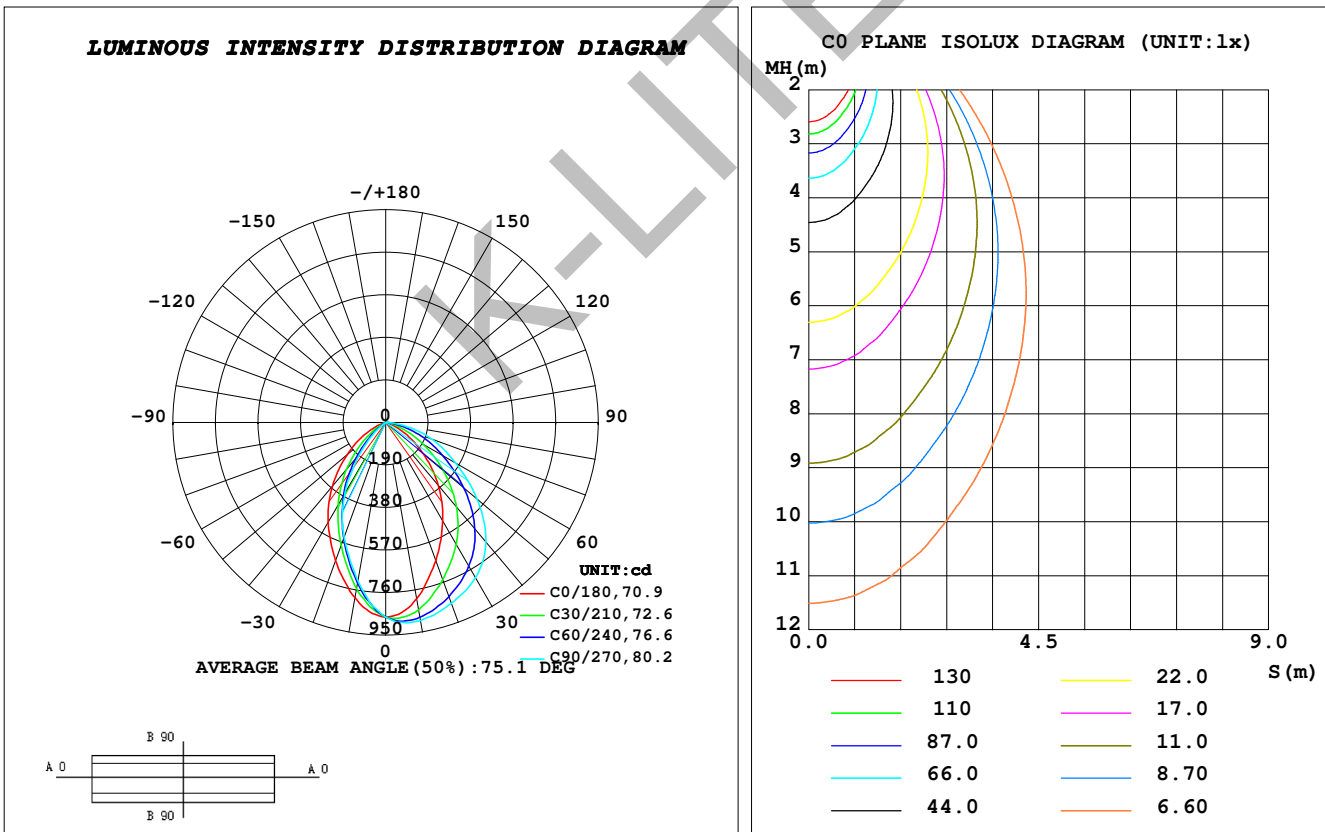 LUMINOUS INTENSITY DISTRIBUTION DIAGRAM
-/+180
-150
150
-120
120
-90
90
-60
60
-30
30
0
0
190
380
570
760
950
UNIT:cd
C0/180,70.9
C30/210,72.6
C60/240,76.6
C90/270,80.2
AVERAGE BEAM ANGLE(50%):75.1 DEG
B 90
A 0
A 0
B 90
C0 PLANE ISOLUX DIAGRAM (UNIT:lx)
MH(m)
2
3
4
5
6
7
8
9
10
11
12
0.0
4.5
9.0
S(m)
130
22.0
110
17.0
87.0
11.0
66.0
8.70
44.0
6.60
K-LITE